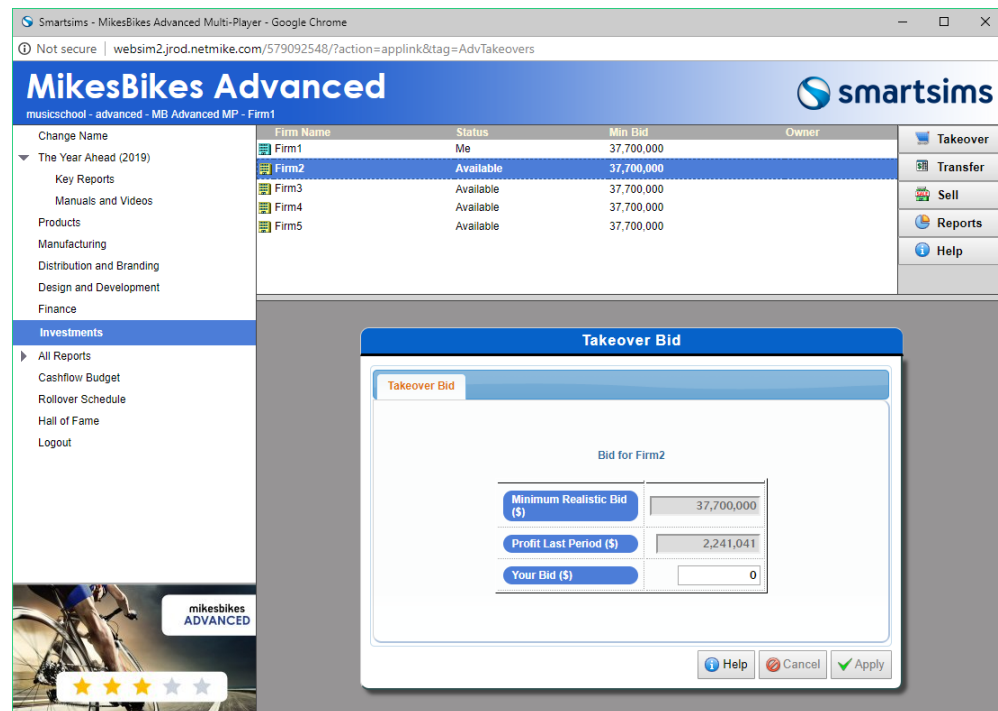 Smartsims - MikesBikes Advanced Multi-Player - Google Chrome
Not secure | websim2.jrod.netmike.com/579092548/?action=applink&tag=AdvTakeovers
MikesBikes Advanced
musicschool - advanced - MB Advanced MP - Firm1
smartsims
Change Name
The Year Ahead (2019)
Key Reports
Manuals and Videos
Products
Manufacturing
Distribution and Branding
Design and Development
Finance
Investments
All Reports
Cashflow Budget
Rollover Schedule
Hall of Fame
Logout
Firm Name Status Min Bid Owner
Firm1 Me 37,700,000
Firm2 Available 37,700,000
Firm3 Available 37,700,000
Firm4 Available 37,700,000
Firm5 Available 37,700,000
Takeover
Transfer
Sell
Reports
Help
Takeover Bid
Takeover Bid
Bid for Firm2
Minimum Realistic Bid
($)
37,700,000
Profit Last Period ($) 2,241,041
Your Bid ($) 0
Help Cancel Apply
mikesbikes
ADVANCED